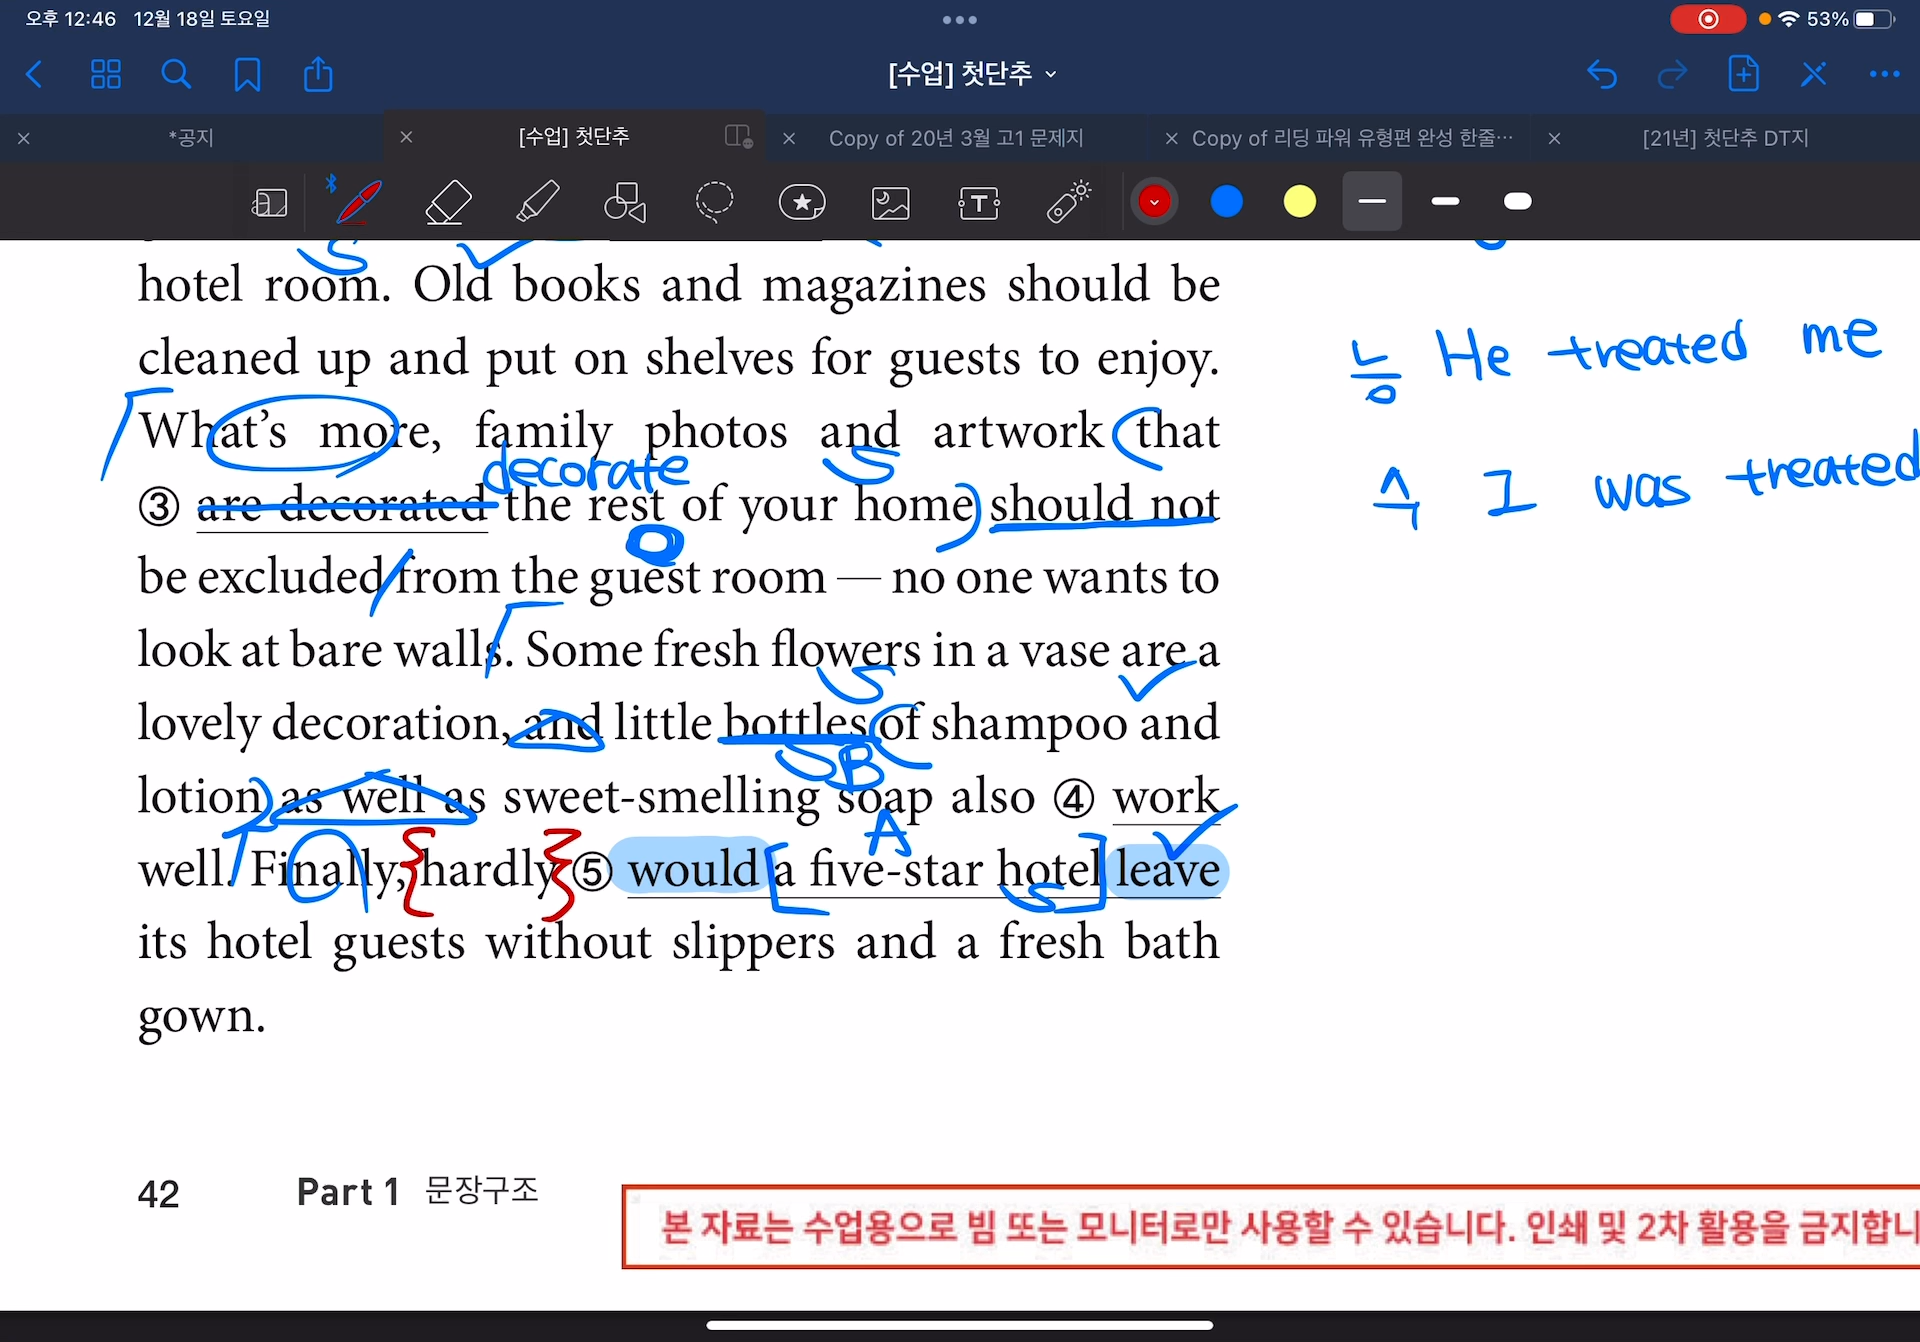 오후 12:46 12월 18일 토요일
53%
[수업] 첫단추
*공지
[수업] 첫단추
Copy of 20년 3월 고1 문제지
Copy of 리딩 파워 유형편 완성 한줄…
[21년] 첫단추 DT지
S
hotel room. Old books and magazines should be
cleaned up and put on shelves for guests to enjoy.
What's more, family photos and artwork that
S
decorate
③ are decorated the rest of your home should not
be excluded from the guest room — no one wants to
look at bare walls. Some fresh flowers in a vase are a
S
lovely decoration, and little bottles of shampoo and
S B
lotion as well as sweet-smelling soap also ④ work
A
well. Finally, hardly ⑤ would a five-star hotel leave
S
its hotel guests without slippers and a fresh bath
gown.
능 He treated me
수 I was treated
42 Part 1 문장구조
본 자료는 수업용으로 빔 또는 모니터로만 사용할 수 있습니다. 인쇄 및 2차 활용을 금지합니